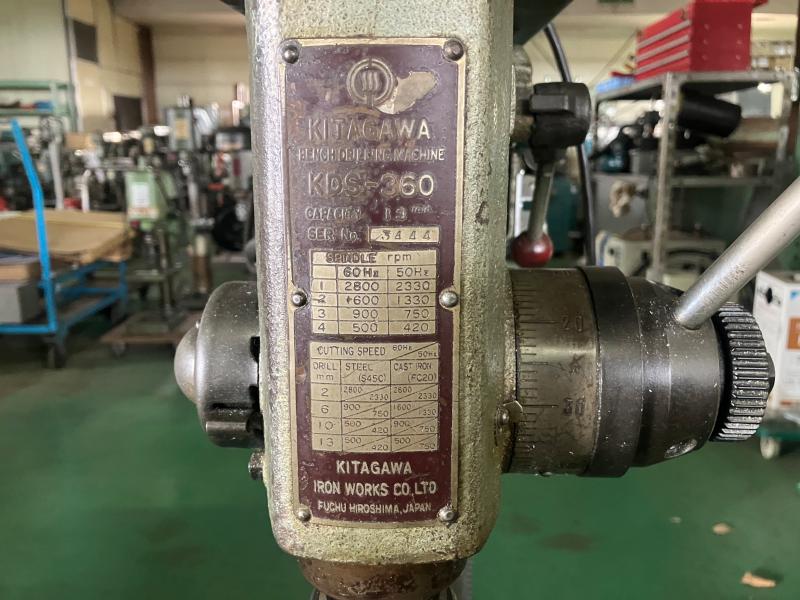 KITAGAWA
BENCH DRILLING MACHINE
KDS-360
CAPACITY 13 mm
SER No. 3444
SPINDLE rpm
60Hz 50Hz
1 2800 2330
2 1600 1330
3 900 750
4 500 420
CUTTING SPEED 60Hz/50Hz
DRILL mm STEEL (S45C) CAST IRON (FC20)
2 2800/2330 2600/2330
6 900/750 1600/1330
10 500/420 900/750
13 500/420 500/750
KITAGAWA
IRON WORKS CO., LTD
FUCHU HIROSHIMA, JAPAN
20